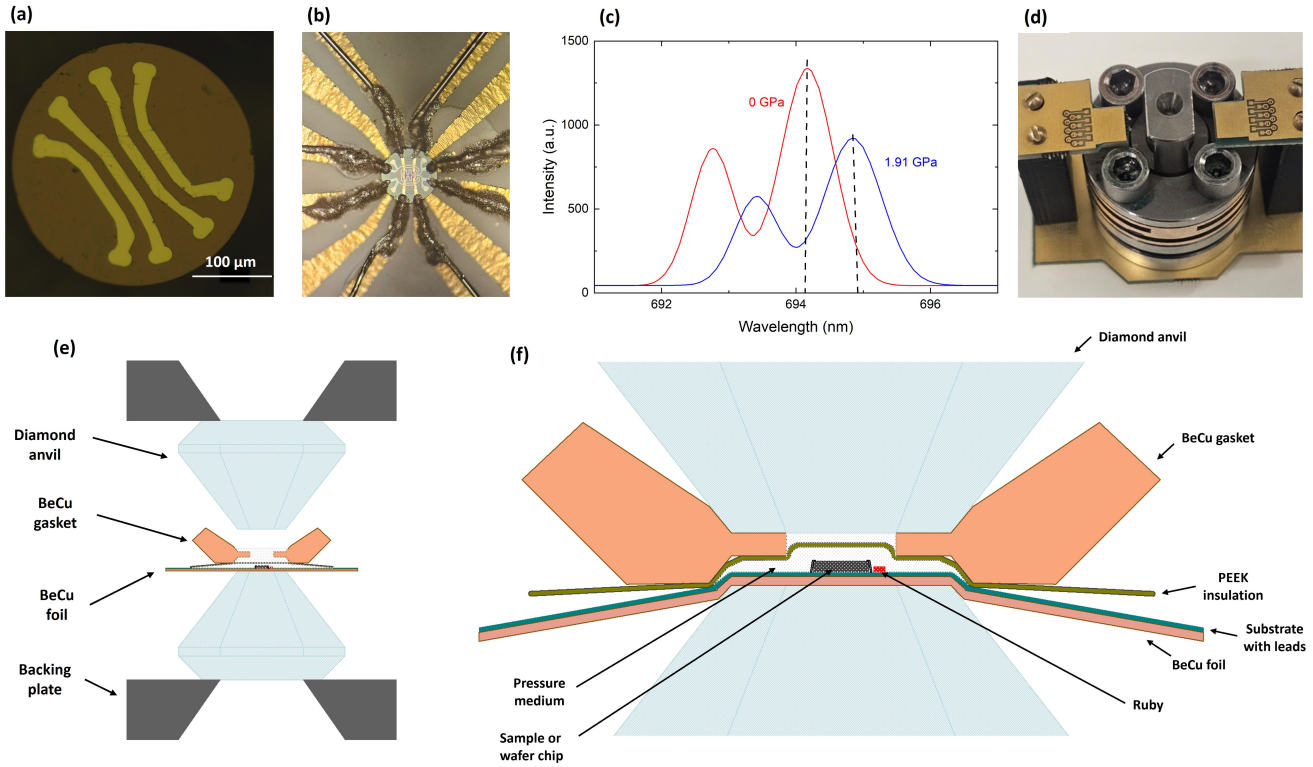 (a)
100 µm
(b)
(c)
1500
1000
500
0
Intensity (a.u.)
0 GPa
1.91 GPa
692
694
696
Wavelength (nm)
(d)
(e)
Diamond
anvil
BeCu
gasket
BeCu
foil
Backing
plate
(f)
Diamond anvil
BeCu gasket
PEEK
insulation
Substrate
with leads
BeCu foil
Ruby
Pressure
medium
Sample or
wafer chip